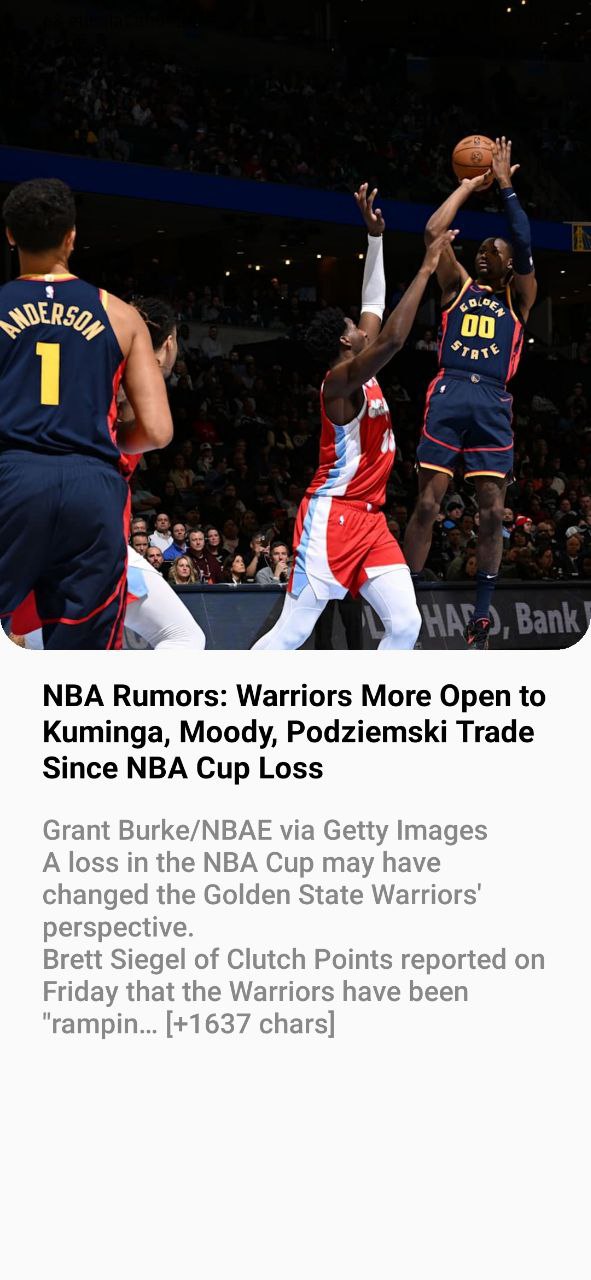 ANDERSON
1
GOLDEN
00
STATE
HARD, Bank
NBA Rumors: Warriors More Open to
Kuminga, Moody, Podziemski Trade
Since NBA Cup Loss
Grant Burke/NBAE via Getty Images
A loss in the NBA Cup may have
changed the Golden State Warriors'
perspective.
Brett Siegel of Clutch Points reported on
Friday that the Warriors have been
"rampin… [+1637 chars]